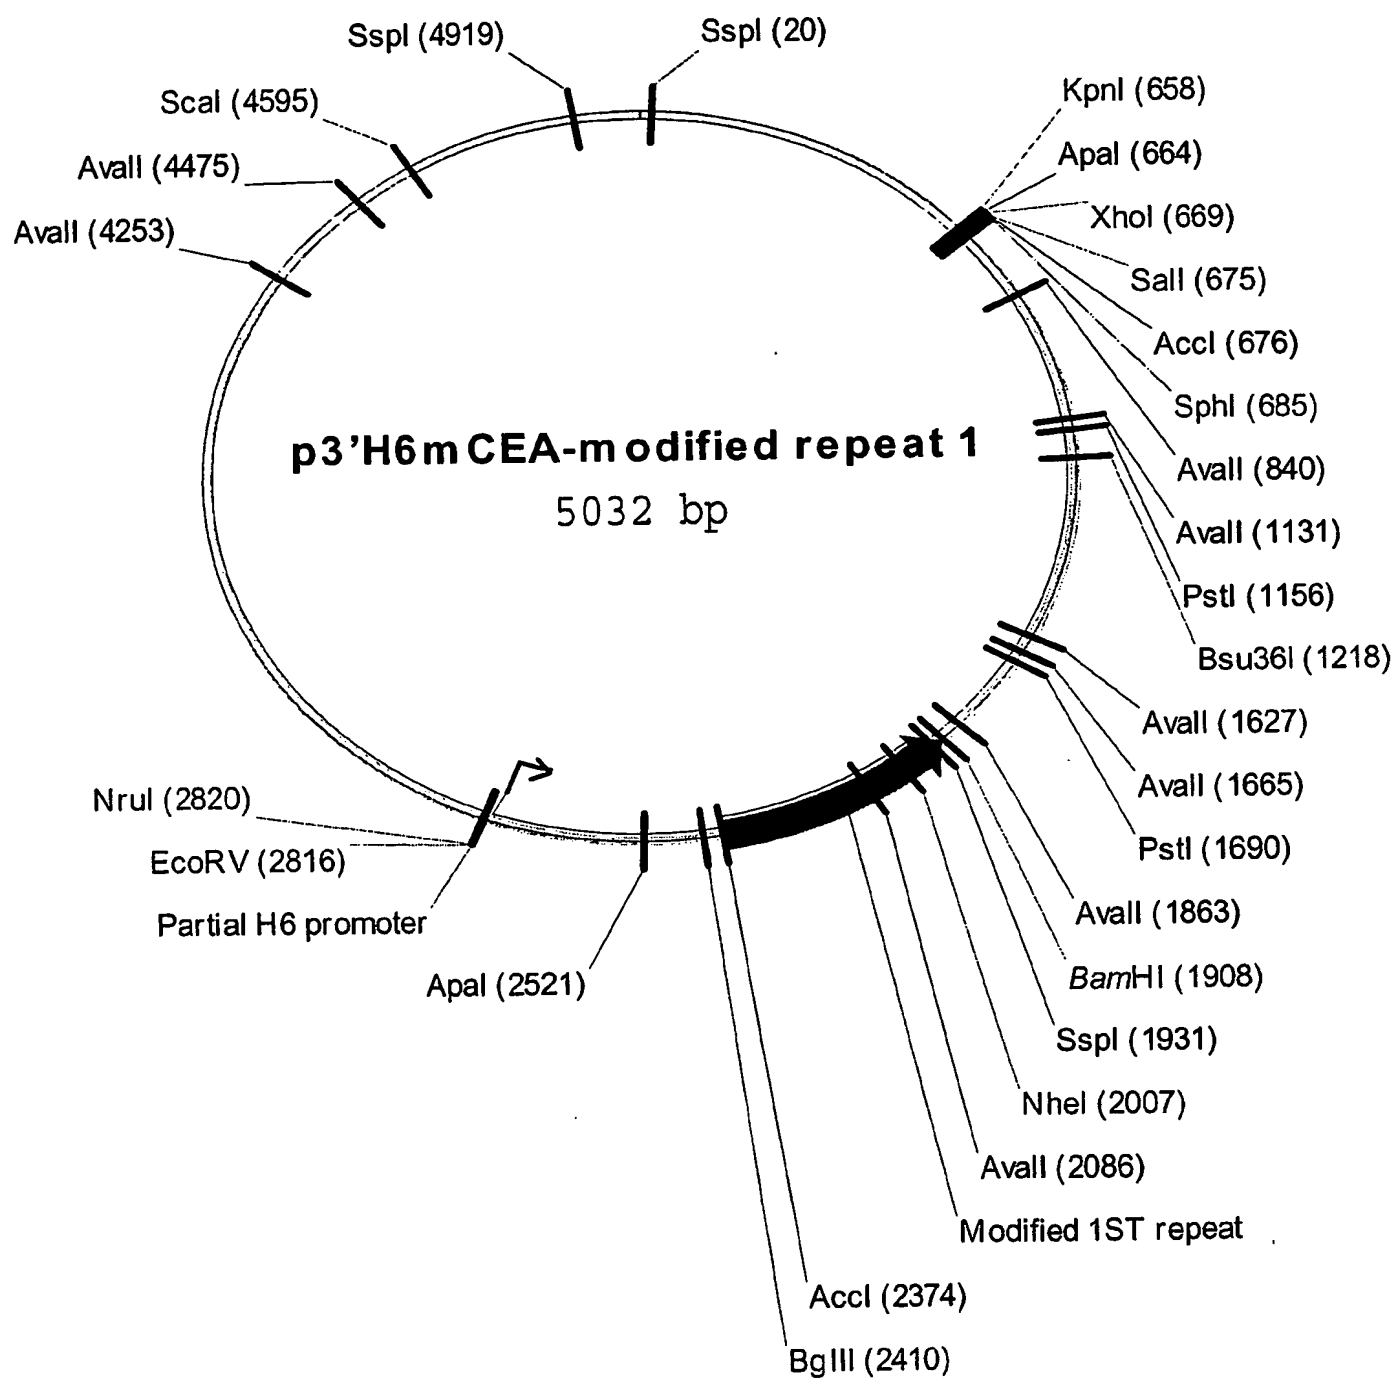 SspI (4919)
SspI (20)
ScaI (4595)
KpnI (658)
AvaII (4475)
ApaI (664)
AvaII (4253)
XhoI (669)
SalI (675)
AccI (676)
SphI (685)
p3’H6mCEA-modified repeat 1
5032 bp
AvaII (840)
AvaII (1131)
PstI (1156)
Bsu36I (1218)
AvaII (1627)
AvaII (1665)
PstI (1690)
NruI (2820)
EcoRV (2816)
Partial H6 promoter
ApaI (2521)
AvaII (1863)
BamHI (1908)
SspI (1931)
NheI (2007)
AvaII (2086)
Modified 1ST repeat
AccI (2374)
BglII (2410)